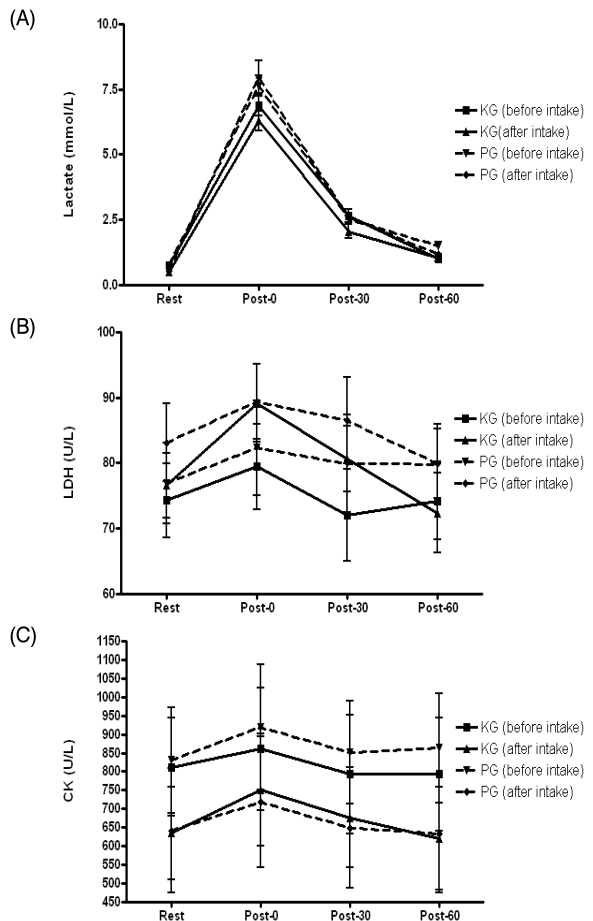 (A)
Lactate (mmol/L)
10.0
7.5
5.0
2.5
0.0
Rest Post-0 Post-30 Post-60
KG (before intake)
KG(after intake)
PG (before intake)
PG (after intake)
(B)
LDH (U/L)
100
90
80
70
60
Rest Post-0 Post-30 Post-60
KG (before intake)
KG (after intake)
PG (before intake)
PG (after intake)
(C)
CK (U/L)
1150
1100
1050
1000
950
900
850
800
750
700
650
600
550
500
450
Rest Post-0 Post-30 Post-60
KG (before intake)
KG (after intake)
PG (before intake)
PG (after intake)